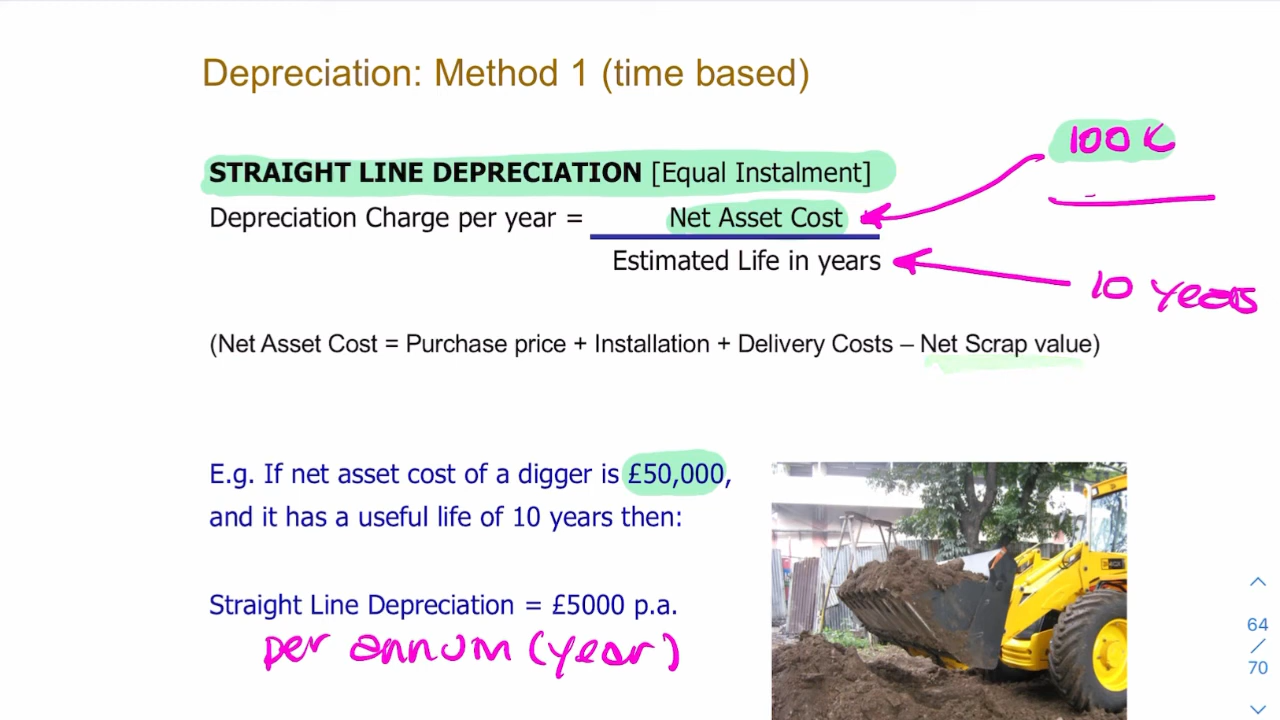 Depreciation: Method 1 (time based)
100 K
STRAIGHT LINE DEPRECIATION [Equal Instalment]
Depreciation Charge per year = Net Asset Cost
Estimated Life in years
10 years
(Net Asset Cost = Purchase price + Installation + Delivery Costs – Net Scrap value)
E.g. If net asset cost of a digger is £50,000,
and it has a useful life of 10 years then:
Straight Line Depreciation = £5000 p.a.
per annum (year)
64
/
70